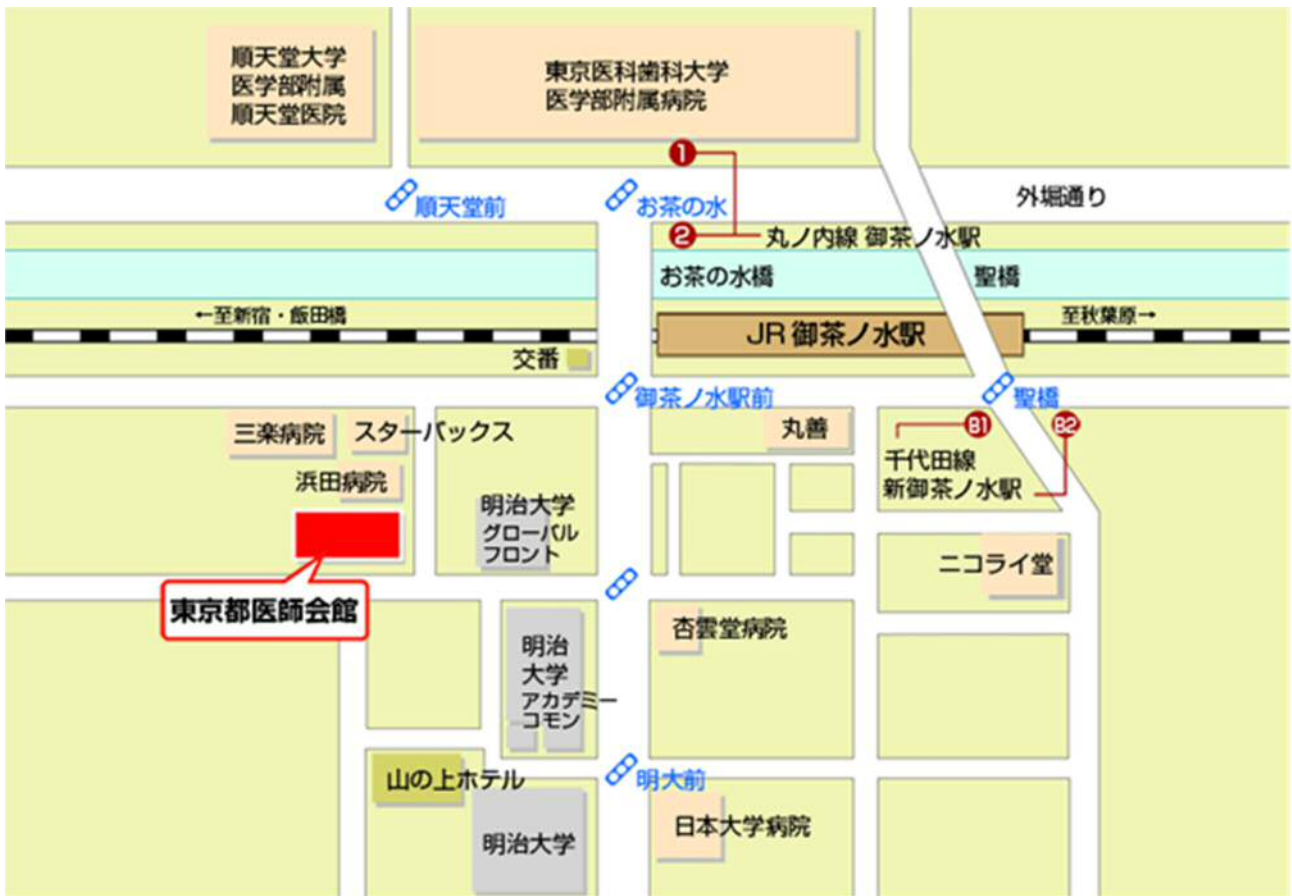 順天堂大学
医学部附属
順天堂医院
東京医科歯科大学
医学部附属病院
1
外堀通り
順天堂前
お茶の水
2
丸ノ内線 御茶ノ水駅
お茶の水橋
聖橋
←至新宿・飯田橋
至秋葉原→
JR 御茶ノ水駅
交番
御茶ノ水駅前
聖橋
三楽病院
スターバックス
丸善
B1
B2
千代田線
新御茶ノ水駅
浜田病院
明治大学
グローバル
フロント
ニコライ堂
東京都医師会館
杏雲堂病院
明治
大学
アカデミー
コモン
明大前
山の上ホテル
明治大学
日本大学病院